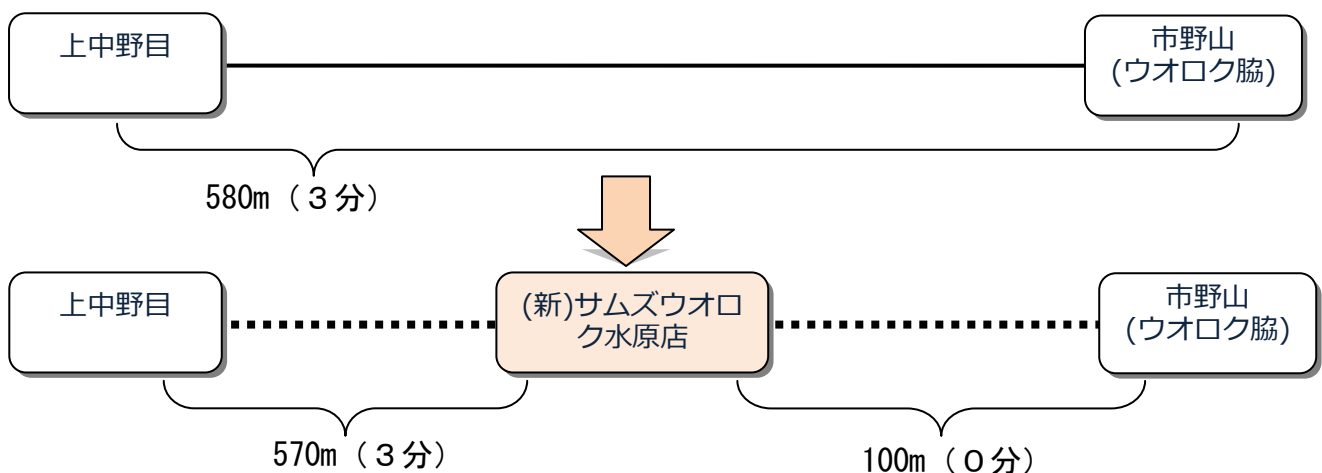 上中野目
市野山
(ウオロク脇)
580m（３分）
上中野目
(新)サムズウオロ
ク水原店
市野山
(ウオロク脇)
570m（３分）
100m（０分）